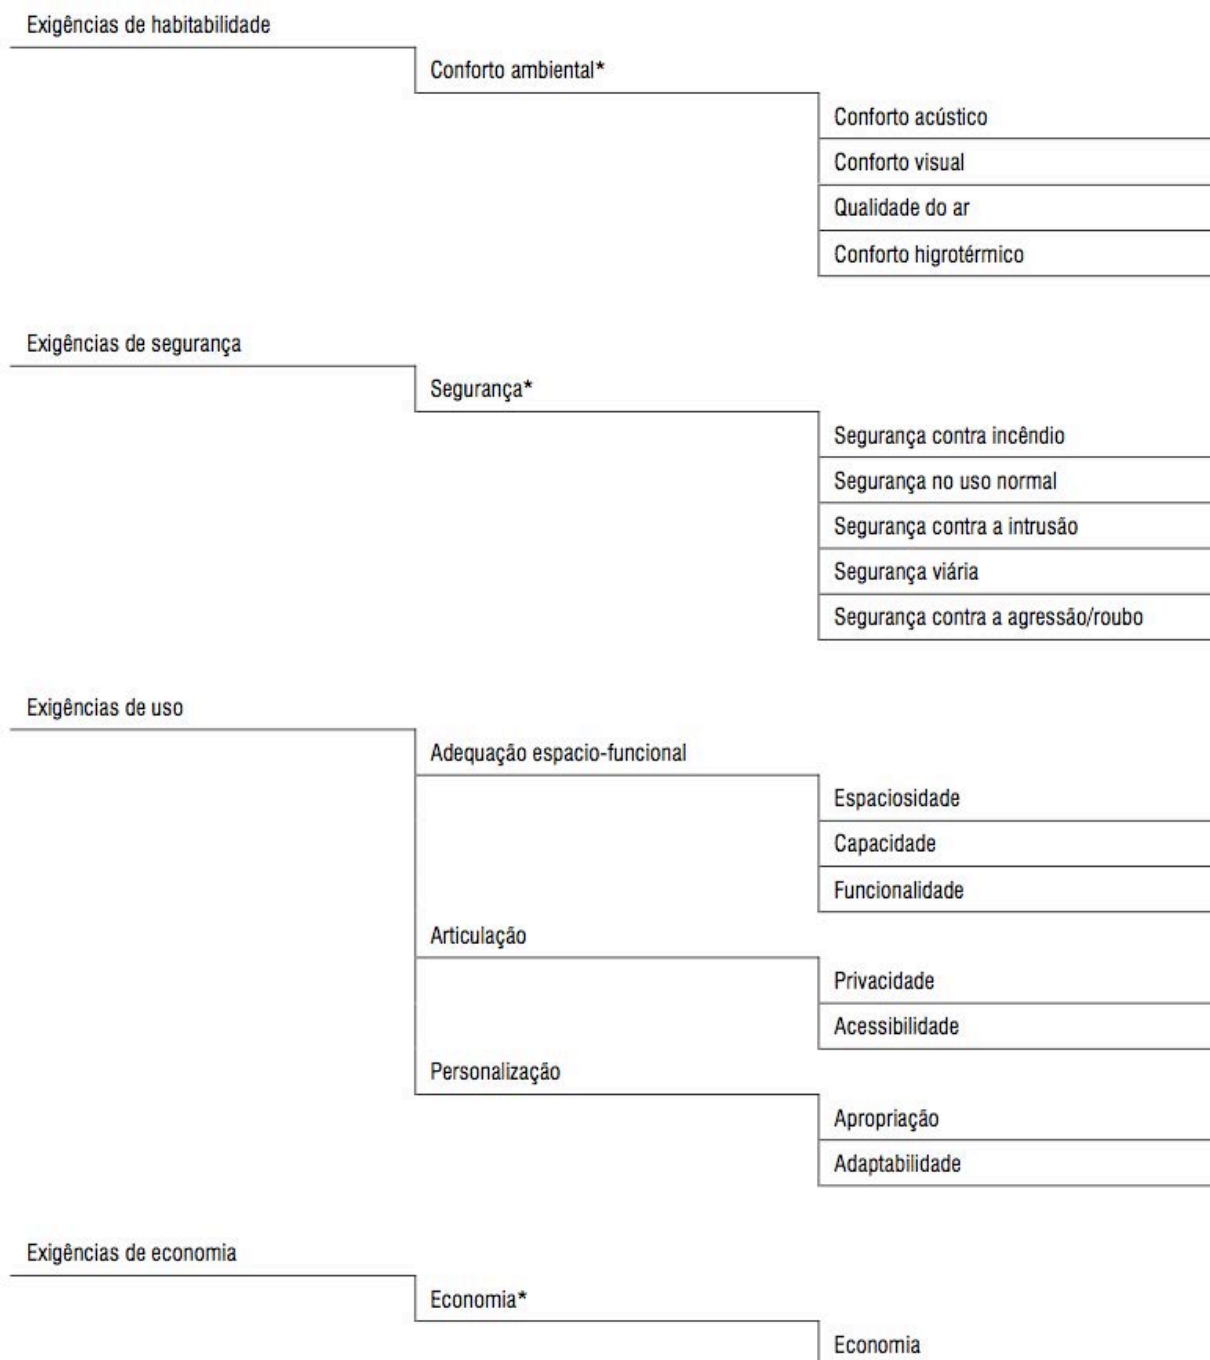 Exigências de habitabilidade
Conforto ambiental*
Conforto acústico
Conforto visual
Qualidade do ar
Conforto higrotérmico
Exigências de segurança
Segurança*
Segurança contra incêndio
Segurança no uso normal
Segurança contra a intrusão
Segurança viária
Segurança contra a agressão/roubo
Exigências de uso
Adequação espacio-funcional
Espaciosidade
Capacidade
Funcionalidade
Articulação
Privacidade
Acessibilidade
Personalização
Apropriação
Adaptabilidade
Exigências de economia
Economia*
Economia